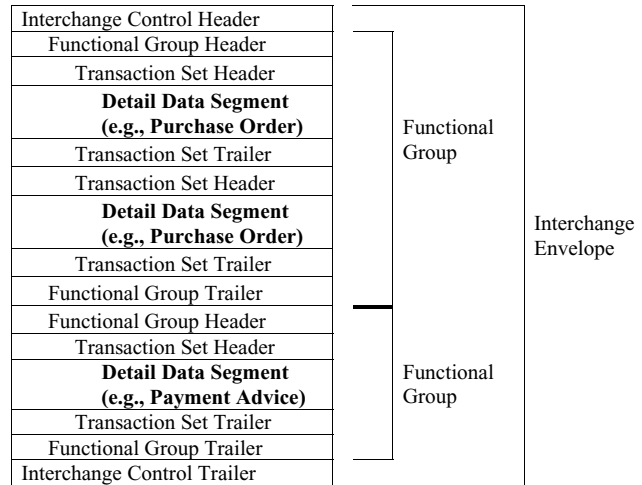 Interchange Control Header
Functional Group Header
Transaction Set Header
Detail Data Segment
(e.g., Purchase Order)
Transaction Set Trailer
Transaction Set Header
Detail Data Segment
(e.g., Purchase Order)
Transaction Set Trailer
Functional Group Trailer
Functional Group Header
Transaction Set Header
Detail Data Segment
(e.g., Payment Advice)
Transaction Set Trailer
Functional Group Trailer
Interchange Control Trailer
Functional
Group
Functional
Group
Interchange
Envelope